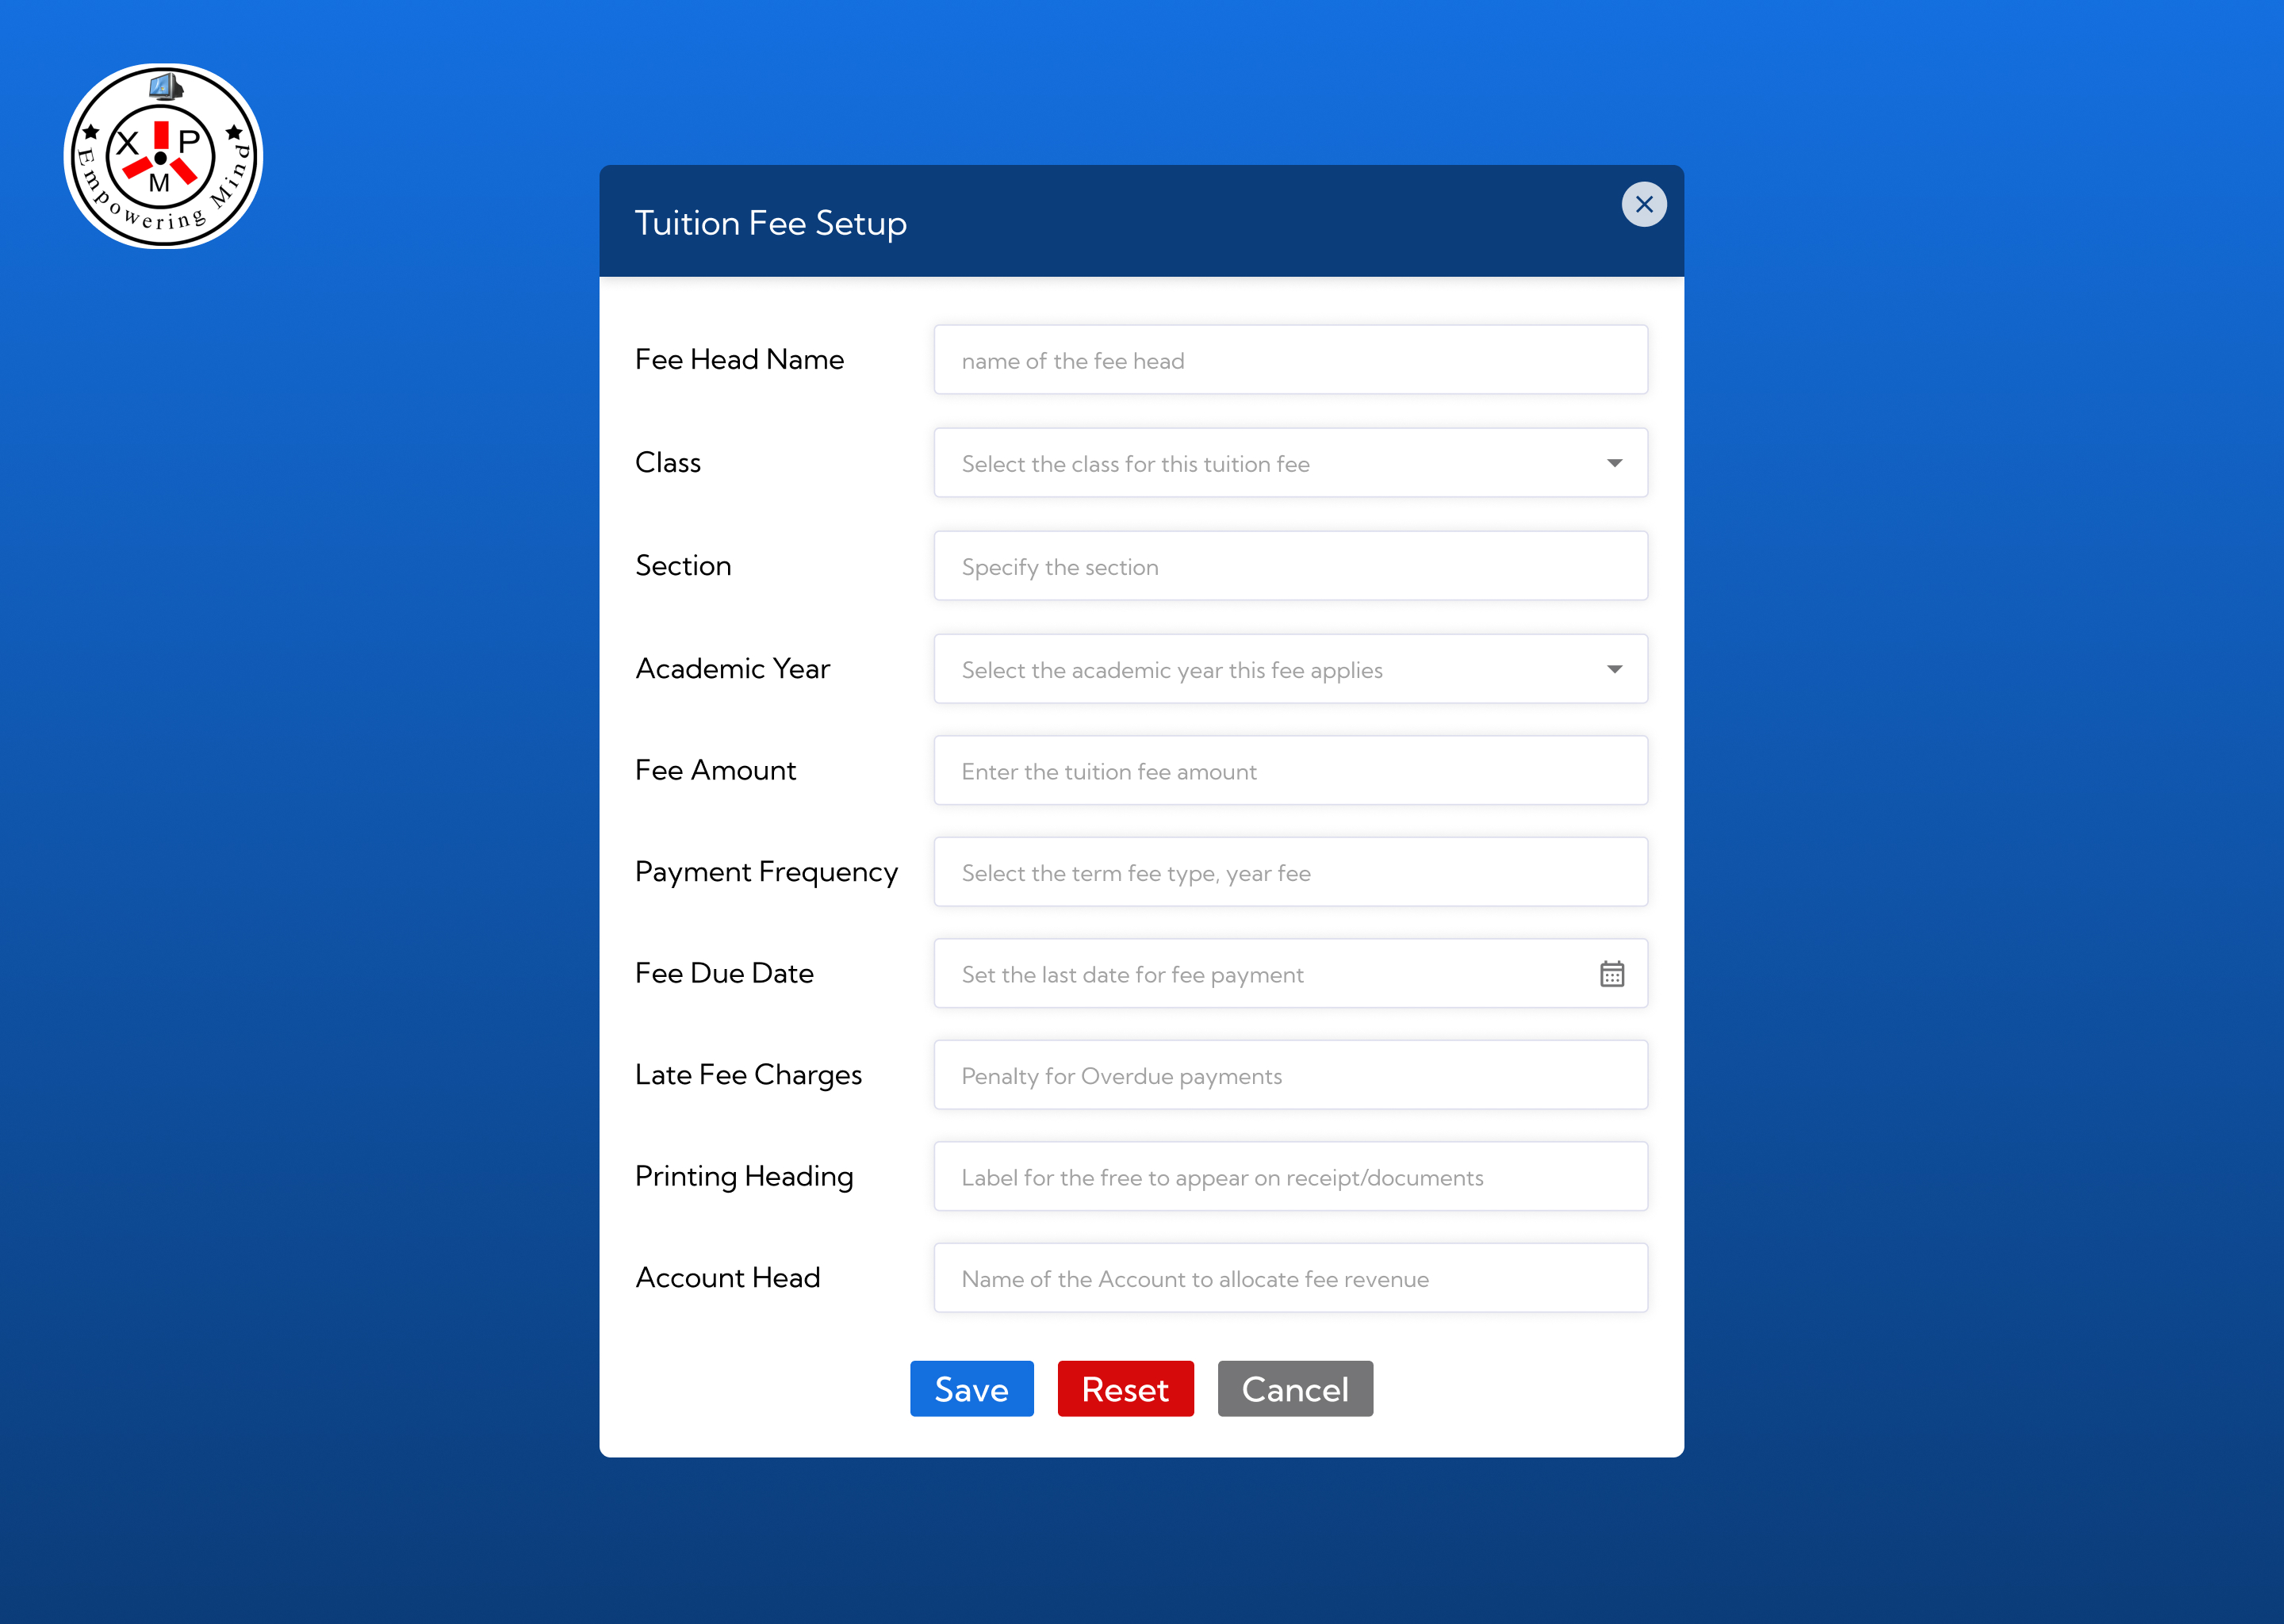 X P
M
Empowering Mind
Tuition Fee Setup
Fee Head Name
name of the fee head
Class
Select the class for this tuition fee
Section
Specify the section
Academic Year
Select the academic year this fee applies
Fee Amount
Enter the tuition fee amount
Payment Frequency
Select the term fee type, year fee
Fee Due Date
Set the last date for fee payment
Late Fee Charges
Penalty for Overdue payments
Printing Heading
Label for the free to appear on receipt/documents
Account Head
Name of the Account to allocate fee revenue
Save
Reset
Cancel